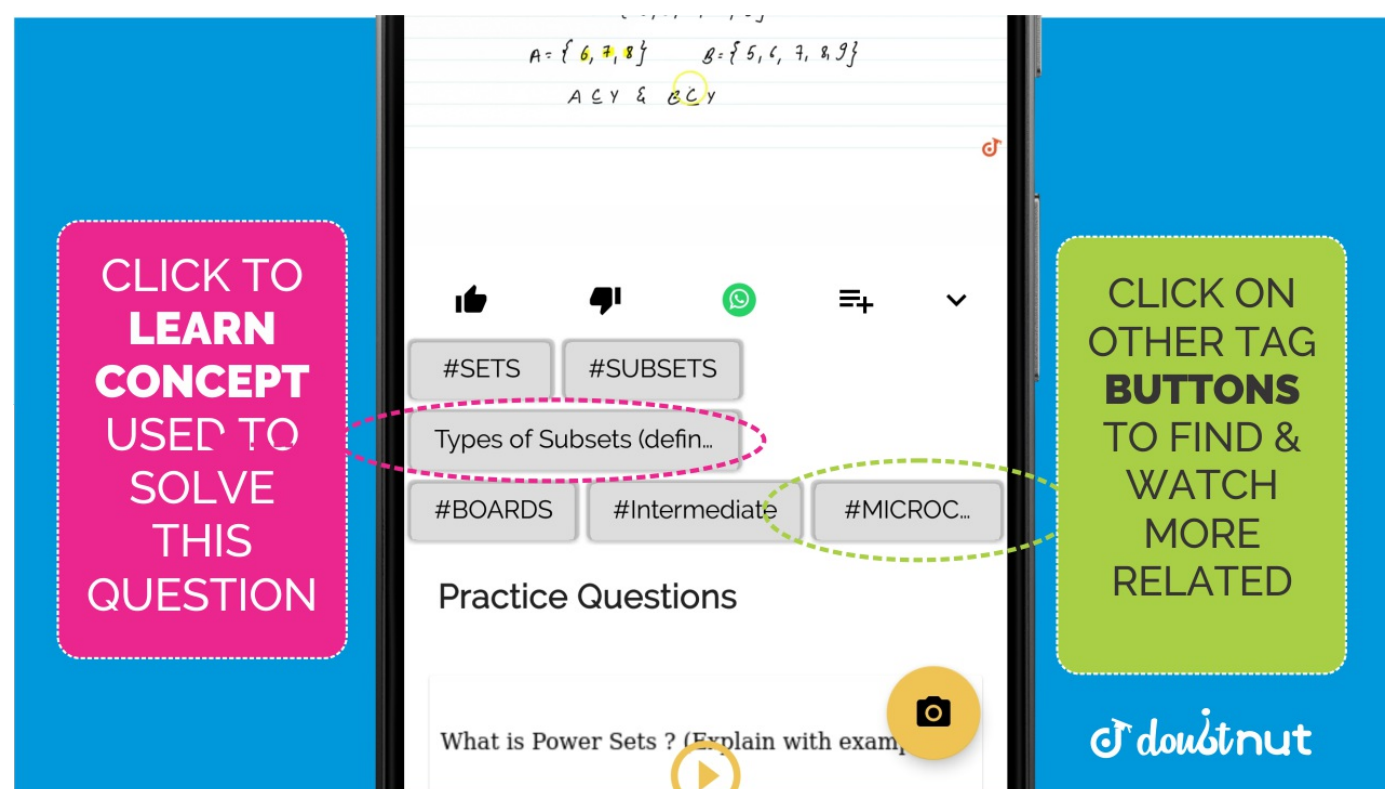 A = { 6, 7, 8} B = { 5, 6, 7, 8, 9}
A ⊆ Y & B ⊆ Y
CLICK TO
LEARN
CONCEPT
USED TO
SOLVE
THIS
QUESTION
#SETS #SUBSETS
Types of Subsets (defin...
#BOARDS #Intermediate #MICROC...
Practice Questions
What is Power Sets ? (Explain with
CLICK ON
OTHER TAG
BUTTONS
TO FIND &
WATCH
MORE
RELATED
doubtnut